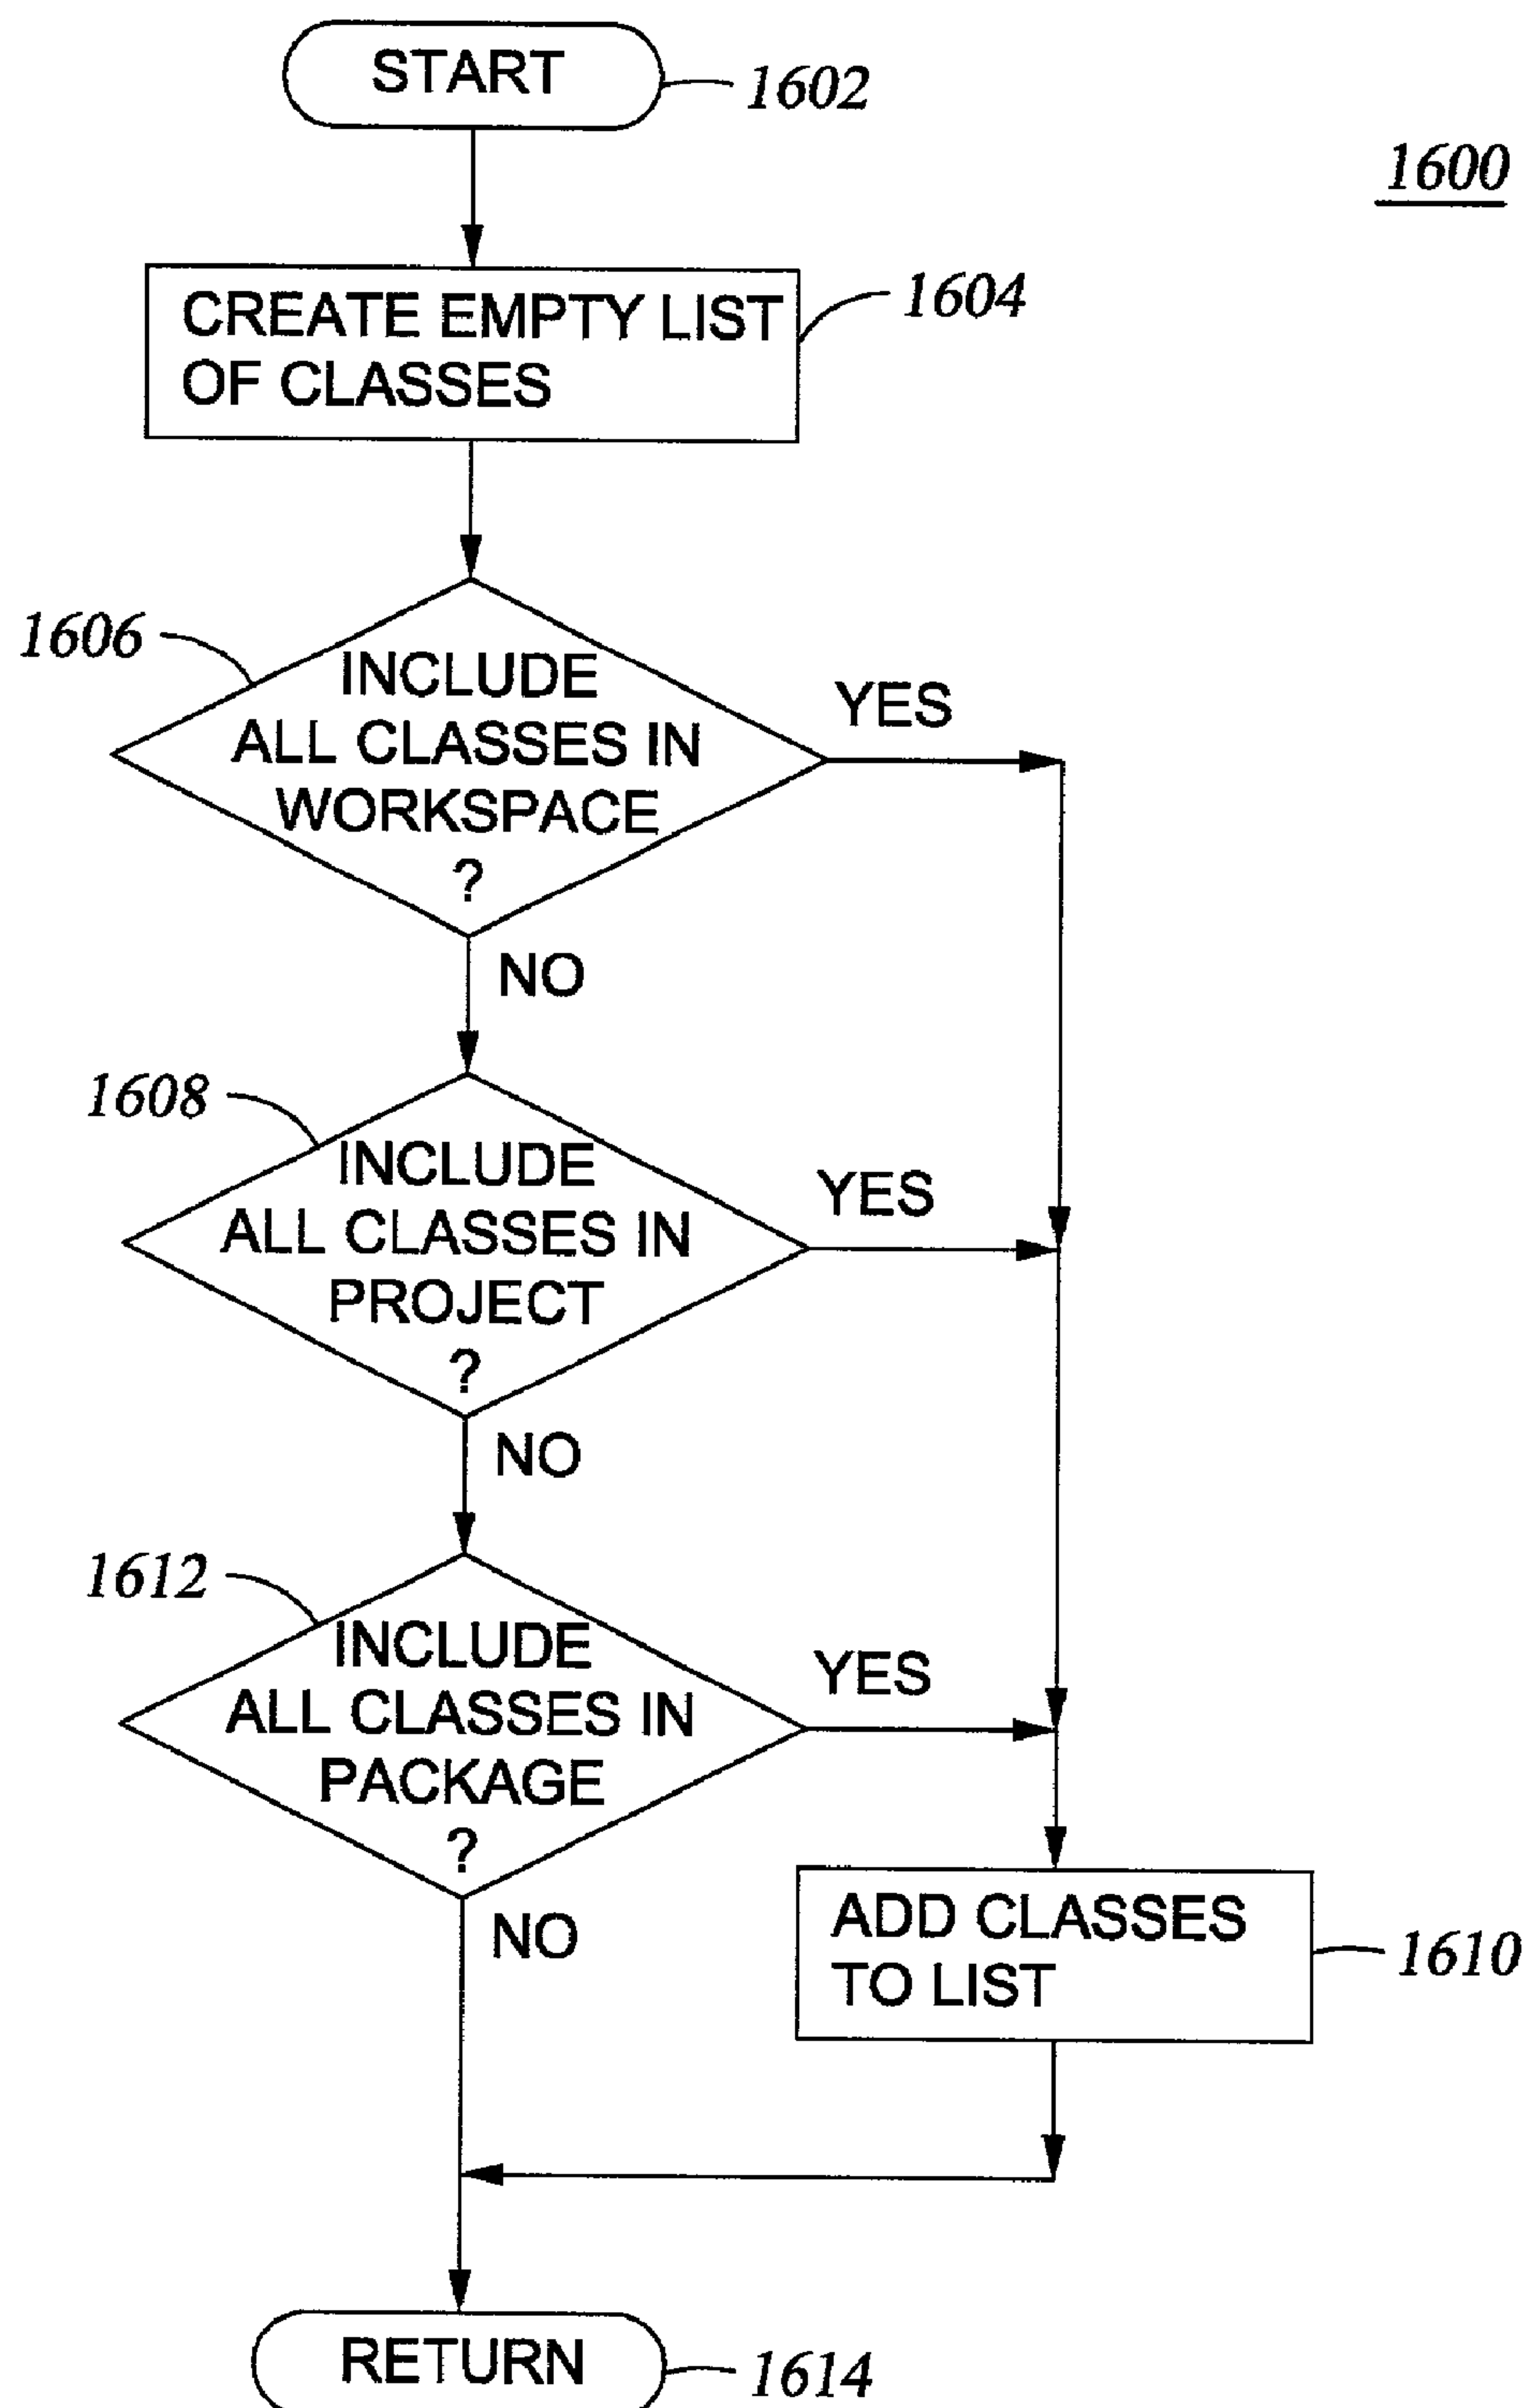 START
1602
1600
CREATE EMPTY LIST
OF CLASSES
1604
1606
INCLUDE
ALL CLASSES IN
WORKSPACE
?
YES
NO
1608
INCLUDE
ALL CLASSES IN
PROJECT
?
YES
NO
1612
INCLUDE
ALL CLASSES IN
PACKAGE
?
YES
NO
ADD CLASSES
TO LIST
1610
RETURN
1614